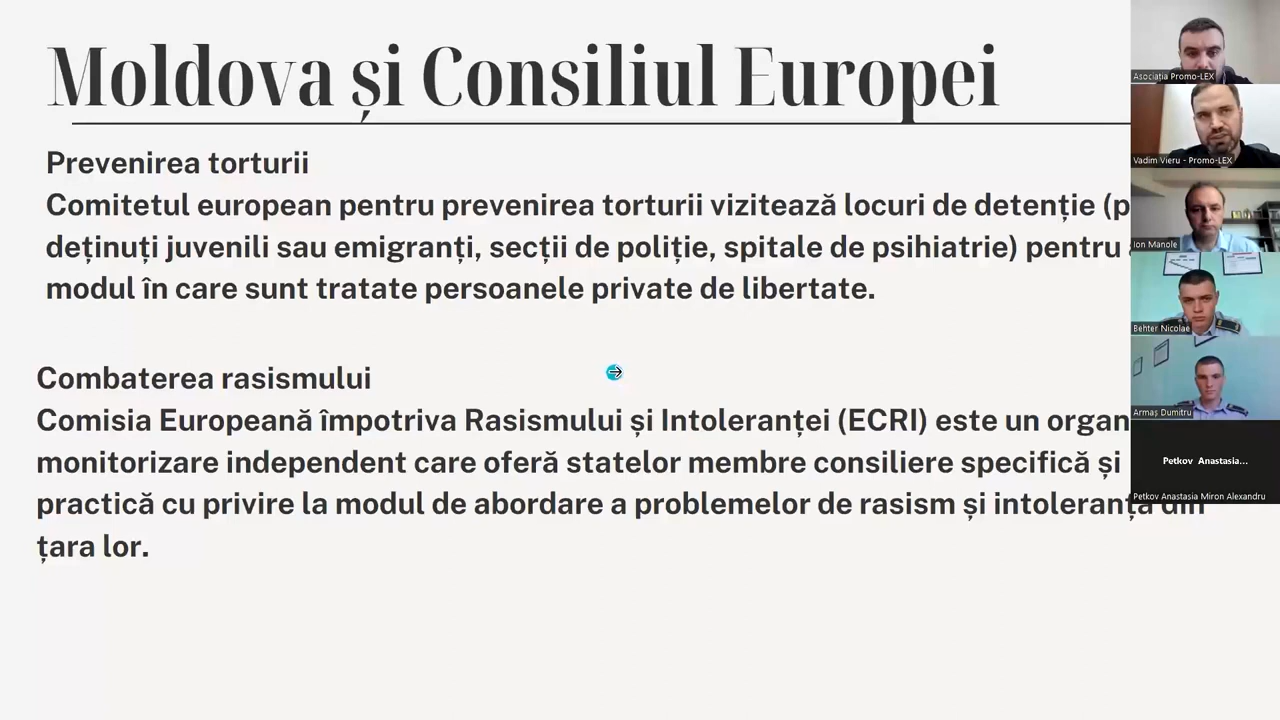 Moldova și Consiliul Europei
Prevenirea torturii
Comitetul european pentru prevenirea torturii vizitează locuri de detenție (p
deținuți juvenili sau emigranți, secții de poliție, spitale de psihiatrie) pentru
modul în care sunt tratate persoanele private de libertate.
Combaterea rasismului
Comisia Europeană împotriva Rasismului și Intoleranței (ECRI) este un organ
monitorizare independent care oferă statelor membre consiliere specifică și
practică cu privire la modul de abordare a problemelor de rasism și intoleranța din
țara lor.
Asociația Promo-LEX
Vadim Vieru - Promo-LEX
Ion Manole
Behter Nicolae
Armaș Dumitru
Petkov Anastasia...
Petkov Anastasia Miron Alexandru